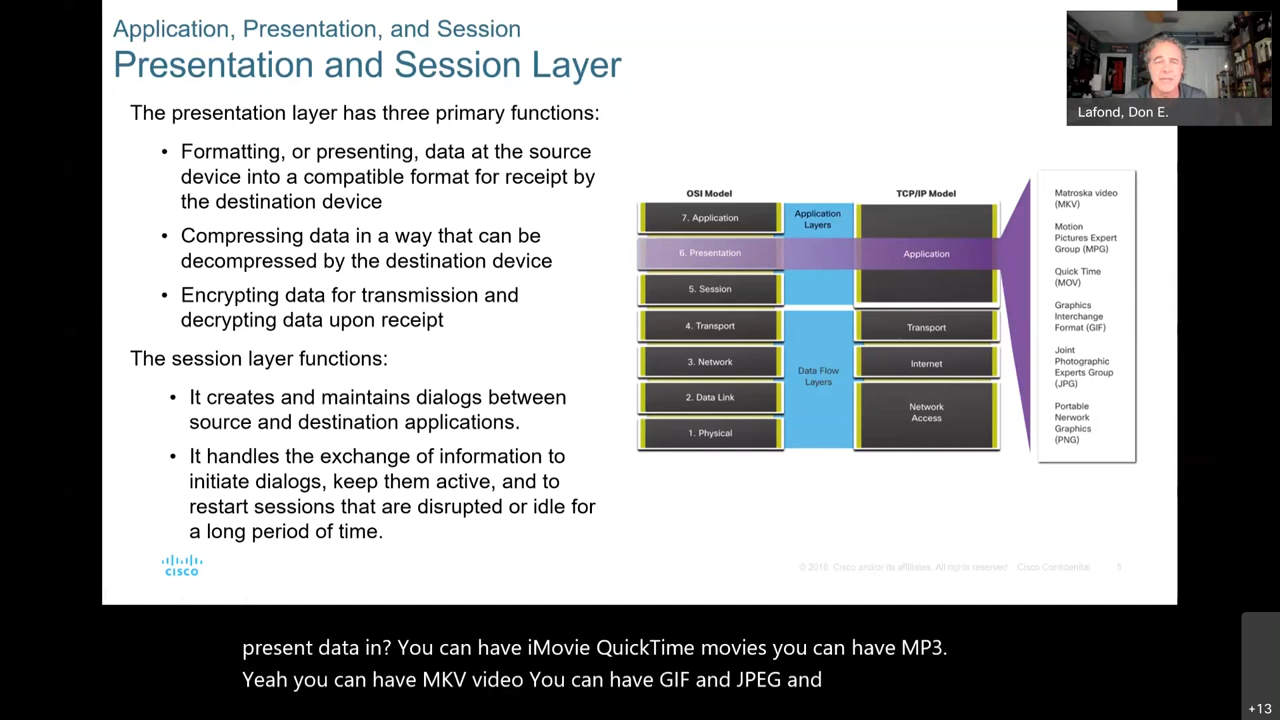 Application, Presentation, and Session
Presentation and Session Layer
The presentation layer has three primary functions:
• Formatting, or presenting, data at the source
device into a compatible format for receipt by
the destination device
• Compressing data in a way that can be
decompressed by the destination device
• Encrypting data for transmission and
decrypting data upon receipt
The session layer functions:
• It creates and maintains dialogs between
source and destination applications.
• It handles the exchange of information to
initiate dialogs, keep them active, and to
restart sessions that are disrupted or idle for
a long period of time.
OSI Model
7. Application
6. Presentation
5. Session
4. Transport
3. Network
2. Data Link
1. Physical
Application
Layers
Data Flow
Layers
TCP/IP Model
Application
Transport
Internet
Network
Access
Matroska video
(MKV)
Motion
Pictures Expert
Group (MPG)
Quick Time
(MOV)
Graphics
Interchange
Format (GIF)
Joint
Photographic
Experts Group
(JPG)
Portable
Nerwork
Graphics
(PNG)
Lafond, Don E.
CISCO
© 2016 Cisco and/or its affiliates. All rights reserved. Cisco Confidential 5
present data in? You can have iMovie QuickTime movies you can have MP3.
Yeah you can have MKV video You can have GIF and JPEG and
+13